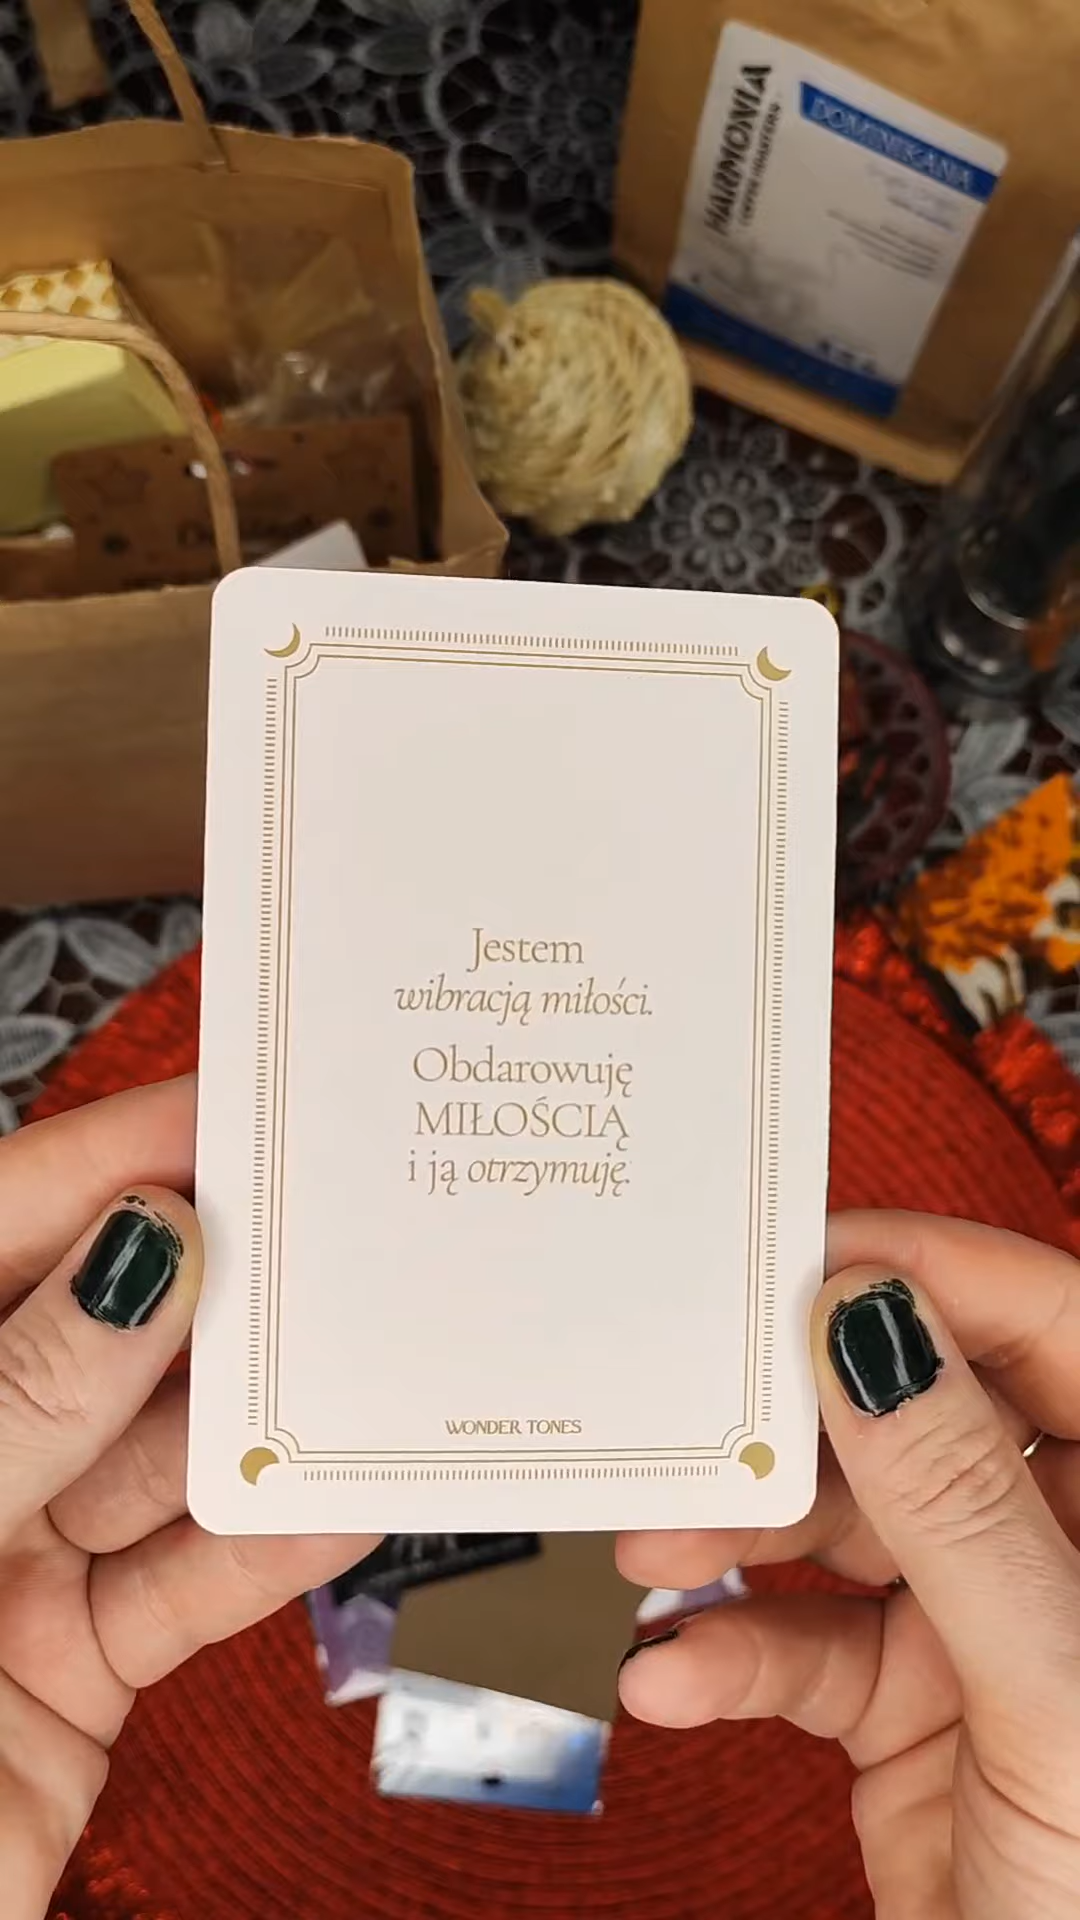 HARMONIA
DOMINIKANA
Jestem
wibracją miłości.
Obdarowuję
MIŁOŚCIĄ
i ją otrzymuję.
WONDER TONES